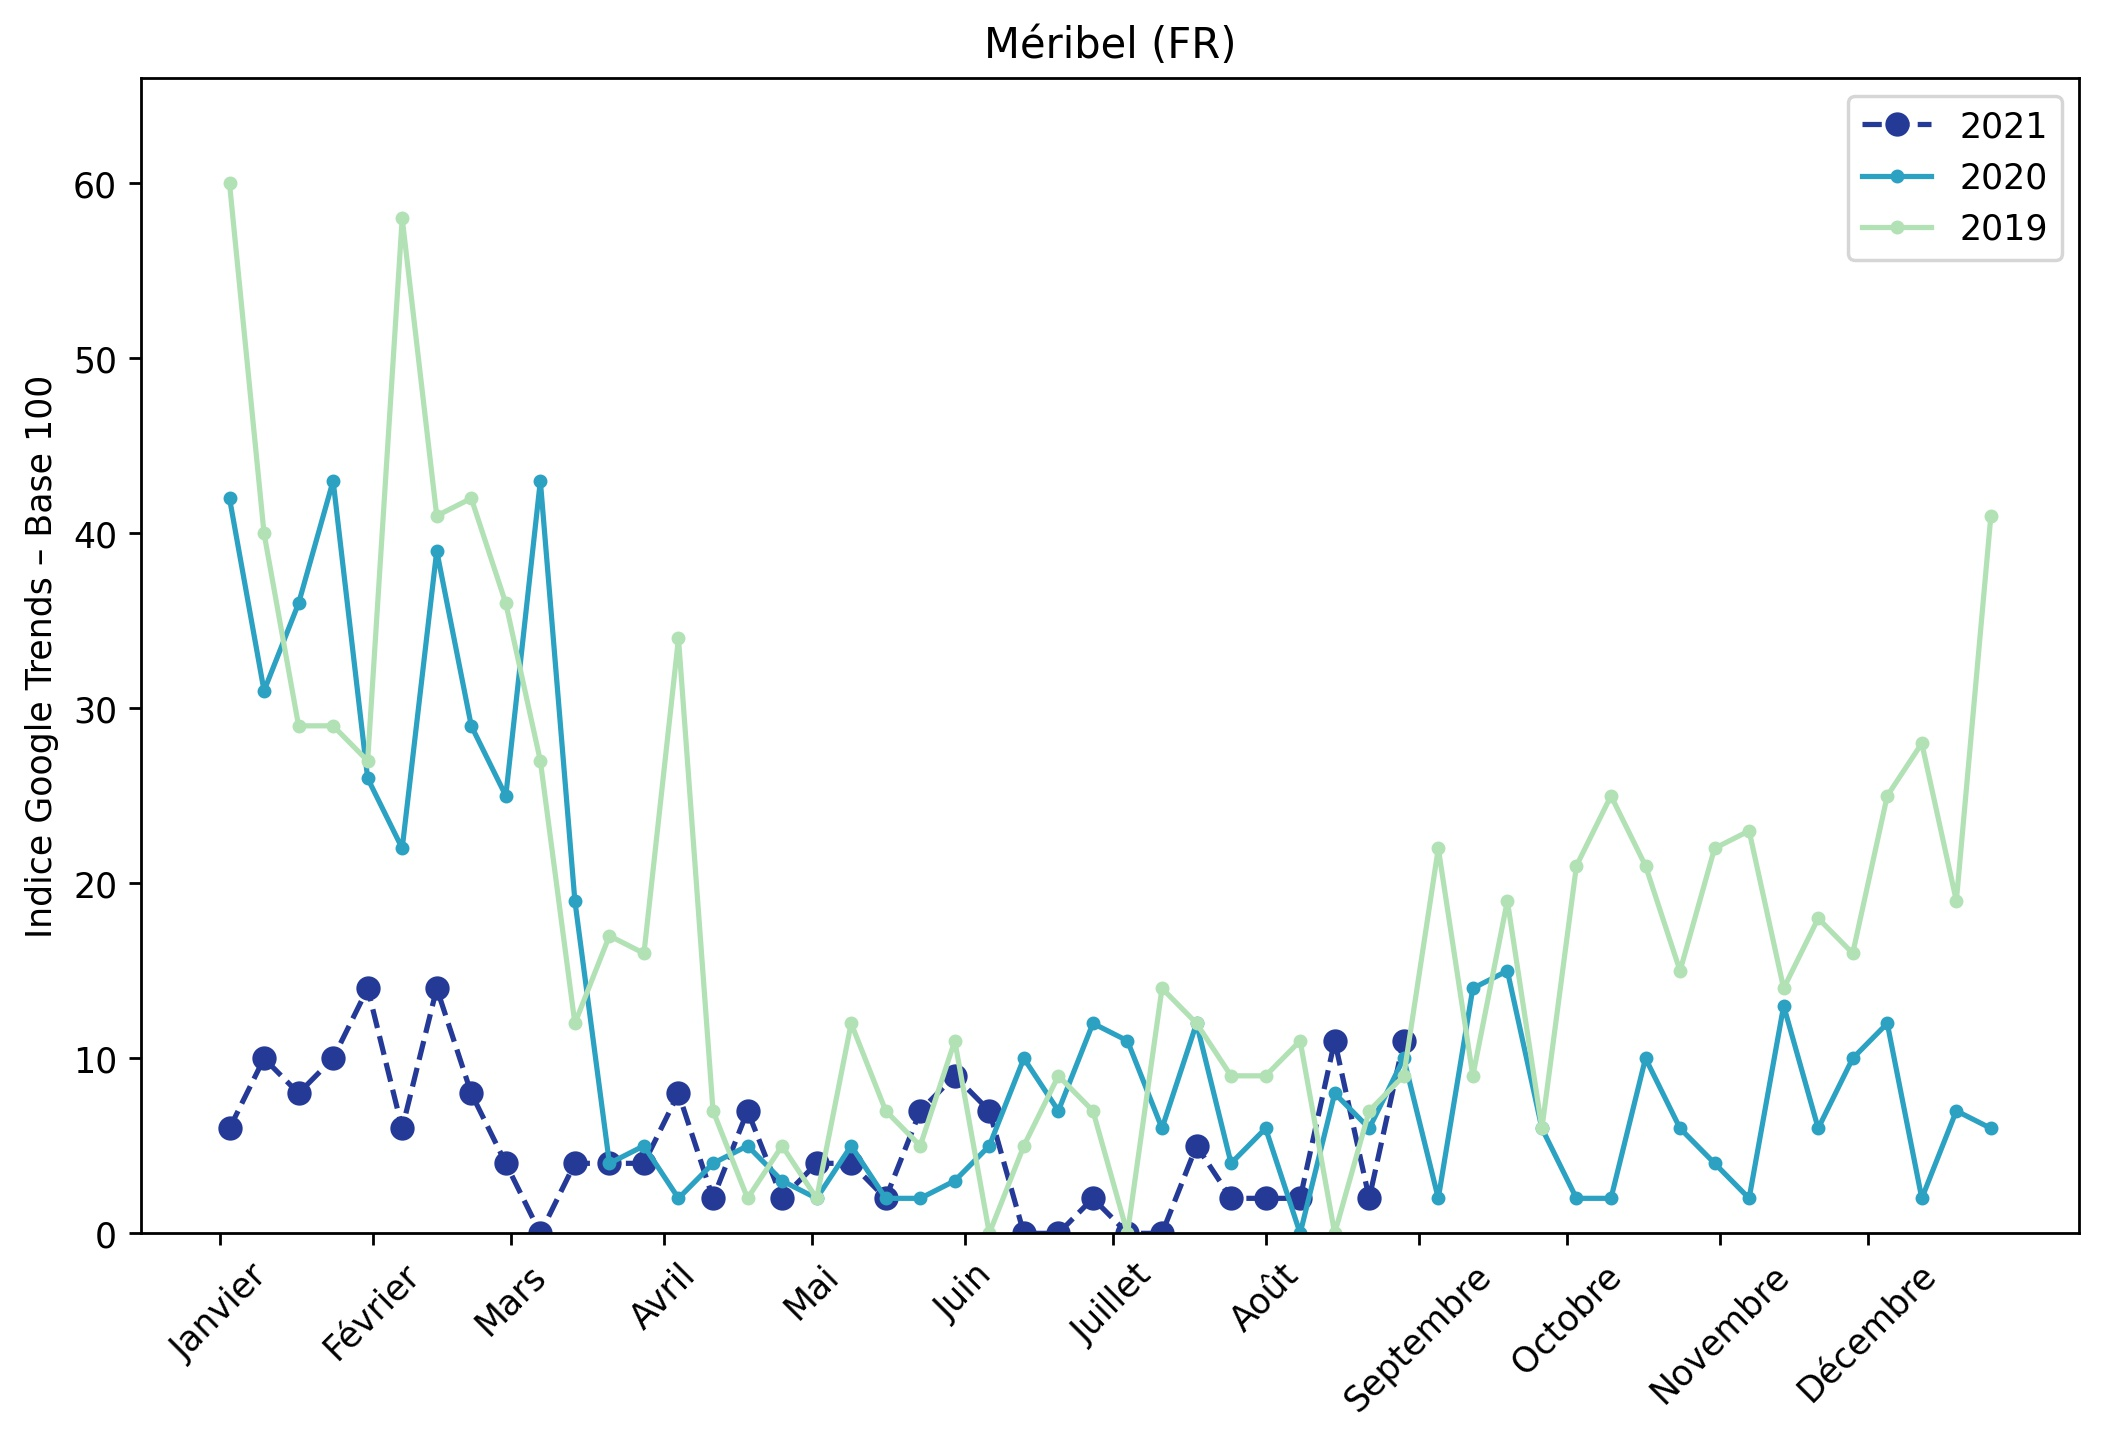 Méribel (FR)
2021
2020
2019
Indice Google Trends – Base 100
60
50
40
30
20
10
0
Janvier
Février
Mars
Avril
Mai
Juin
Juillet
Août
Septembre
Octobre
Novembre
Décembre